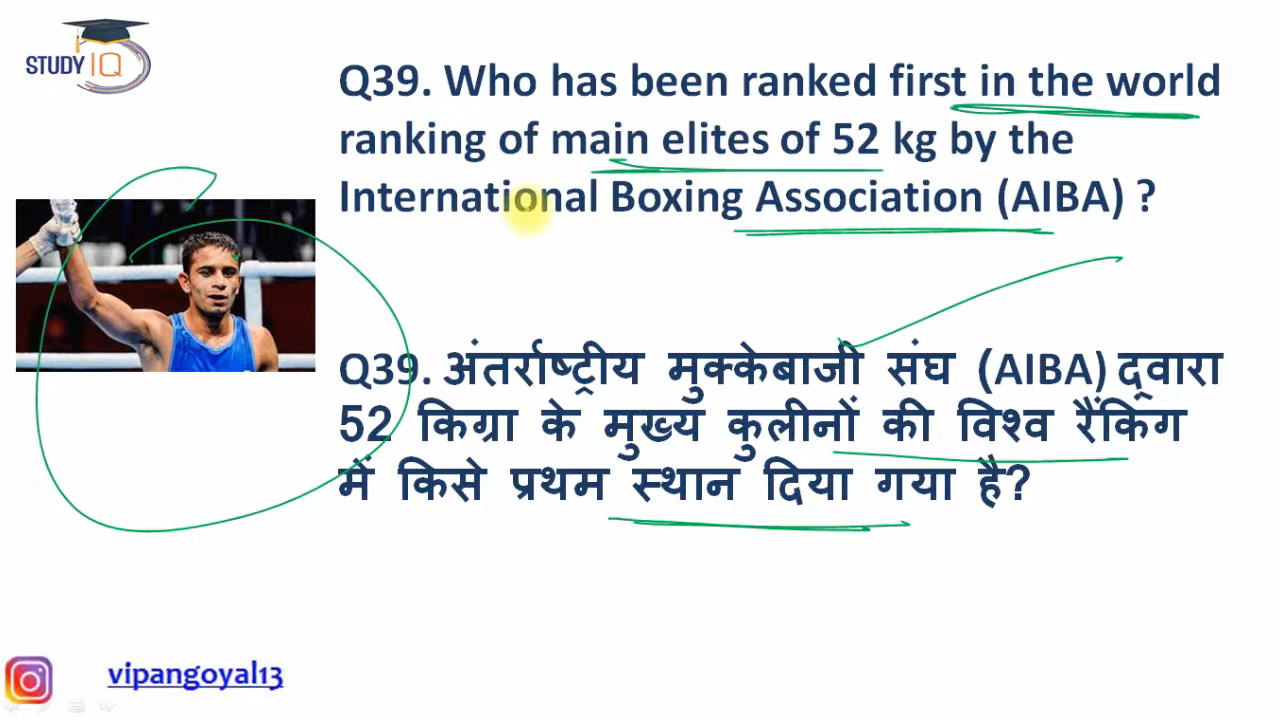 STUDY IQ
Q39. Who has been ranked first in the world
ranking of main elites of 52 kg by the
International Boxing Association (AIBA) ?
Q39. अंतर्राष्ट्रीय मुक्केबाजी संघ (AIBA) द्वारा
52 किग्रा के मुख्य कुलीनों की विश्व रैंकिंग
में किसे प्रथम स्थान दिया गया है?
vipangoyal13